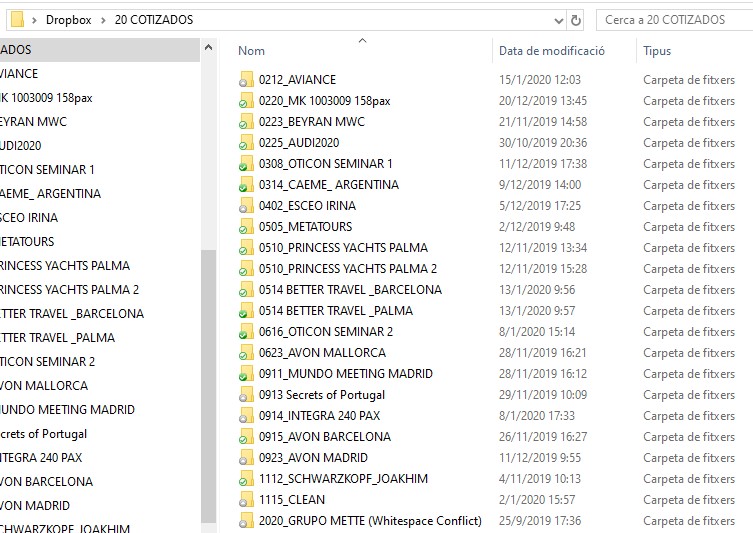 Dropbox > 20 COTIZADOS
Cerca a 20 COTIZADOS
ADOS
VIANCE
MK 1003009 158pax
EYRAN MWC
UDI2020
OTICON SEMINAR 1
CAEME_ ARGENTINA
ESCEO IRINA
METATOURS
RINCESS YACHTS PALMA
RINCESS YACHTS PALMA 2
ETTER TRAVEL _BARCELONA
ETTER TRAVEL _PALMA
OTICON SEMINAR 2
VON MALLORCA
MUNDO MEETING MADRID
crets of Portugal
NTEGRA 240 PAX
VON BARCELONA
VON MADRID
SCHWARZKOPF_JOAKHIM
Nom Data de modificació Tipus
0212_AVIANCE 15/1/2020 12:03 Carpeta de fitxers
0220_MK 1003009 158pax 20/12/2019 13:45 Carpeta de fitxers
0223_BEYRAN MWC 21/11/2019 14:58 Carpeta de fitxers
0225_AUDI2020 30/10/2019 20:36 Carpeta de fitxers
0308_OTICON SEMINAR 1 11/12/2019 17:38 Carpeta de fitxers
0314_CAEME_ ARGENTINA 9/12/2019 14:00 Carpeta de fitxers
0402_ESCEO IRINA 5/12/2019 17:25 Carpeta de fitxers
0505_METATOURS 2/12/2019 9:48 Carpeta de fitxers
0510_PRINCESS YACHTS PALMA 12/11/2019 13:34 Carpeta de fitxers
0510_PRINCESS YACHTS PALMA 2 12/11/2019 15:28 Carpeta de fitxers
0514 BETTER TRAVEL _BARCELONA 13/1/2020 9:56 Carpeta de fitxers
0514 BETTER TRAVEL _PALMA 13/1/2020 9:57 Carpeta de fitxers
0616_OTICON SEMINAR 2 8/1/2020 15:14 Carpeta de fitxers
0623_AVON MALLORCA 28/11/2019 16:21 Carpeta de fitxers
0911_MUNDO MEETING MADRID 28/11/2019 16:12 Carpeta de fitxers
0913 Secrets of Portugal 29/11/2019 10:09 Carpeta de fitxers
0914_INTEGRA 240 PAX 8/1/2020 17:33 Carpeta de fitxers
0915_AVON BARCELONA 26/11/2019 16:27 Carpeta de fitxers
0923_AVON MADRID 11/12/2019 9:55 Carpeta de fitxers
1112_SCHWARZKOPF_JOAKHIM 4/11/2019 10:13 Carpeta de fitxers
1115_CLEAN 2/1/2020 15:57 Carpeta de fitxers
2020_GRUPO METTE (Whitespace Conflict) 25/9/2019 17:36 Carpeta de fitxers